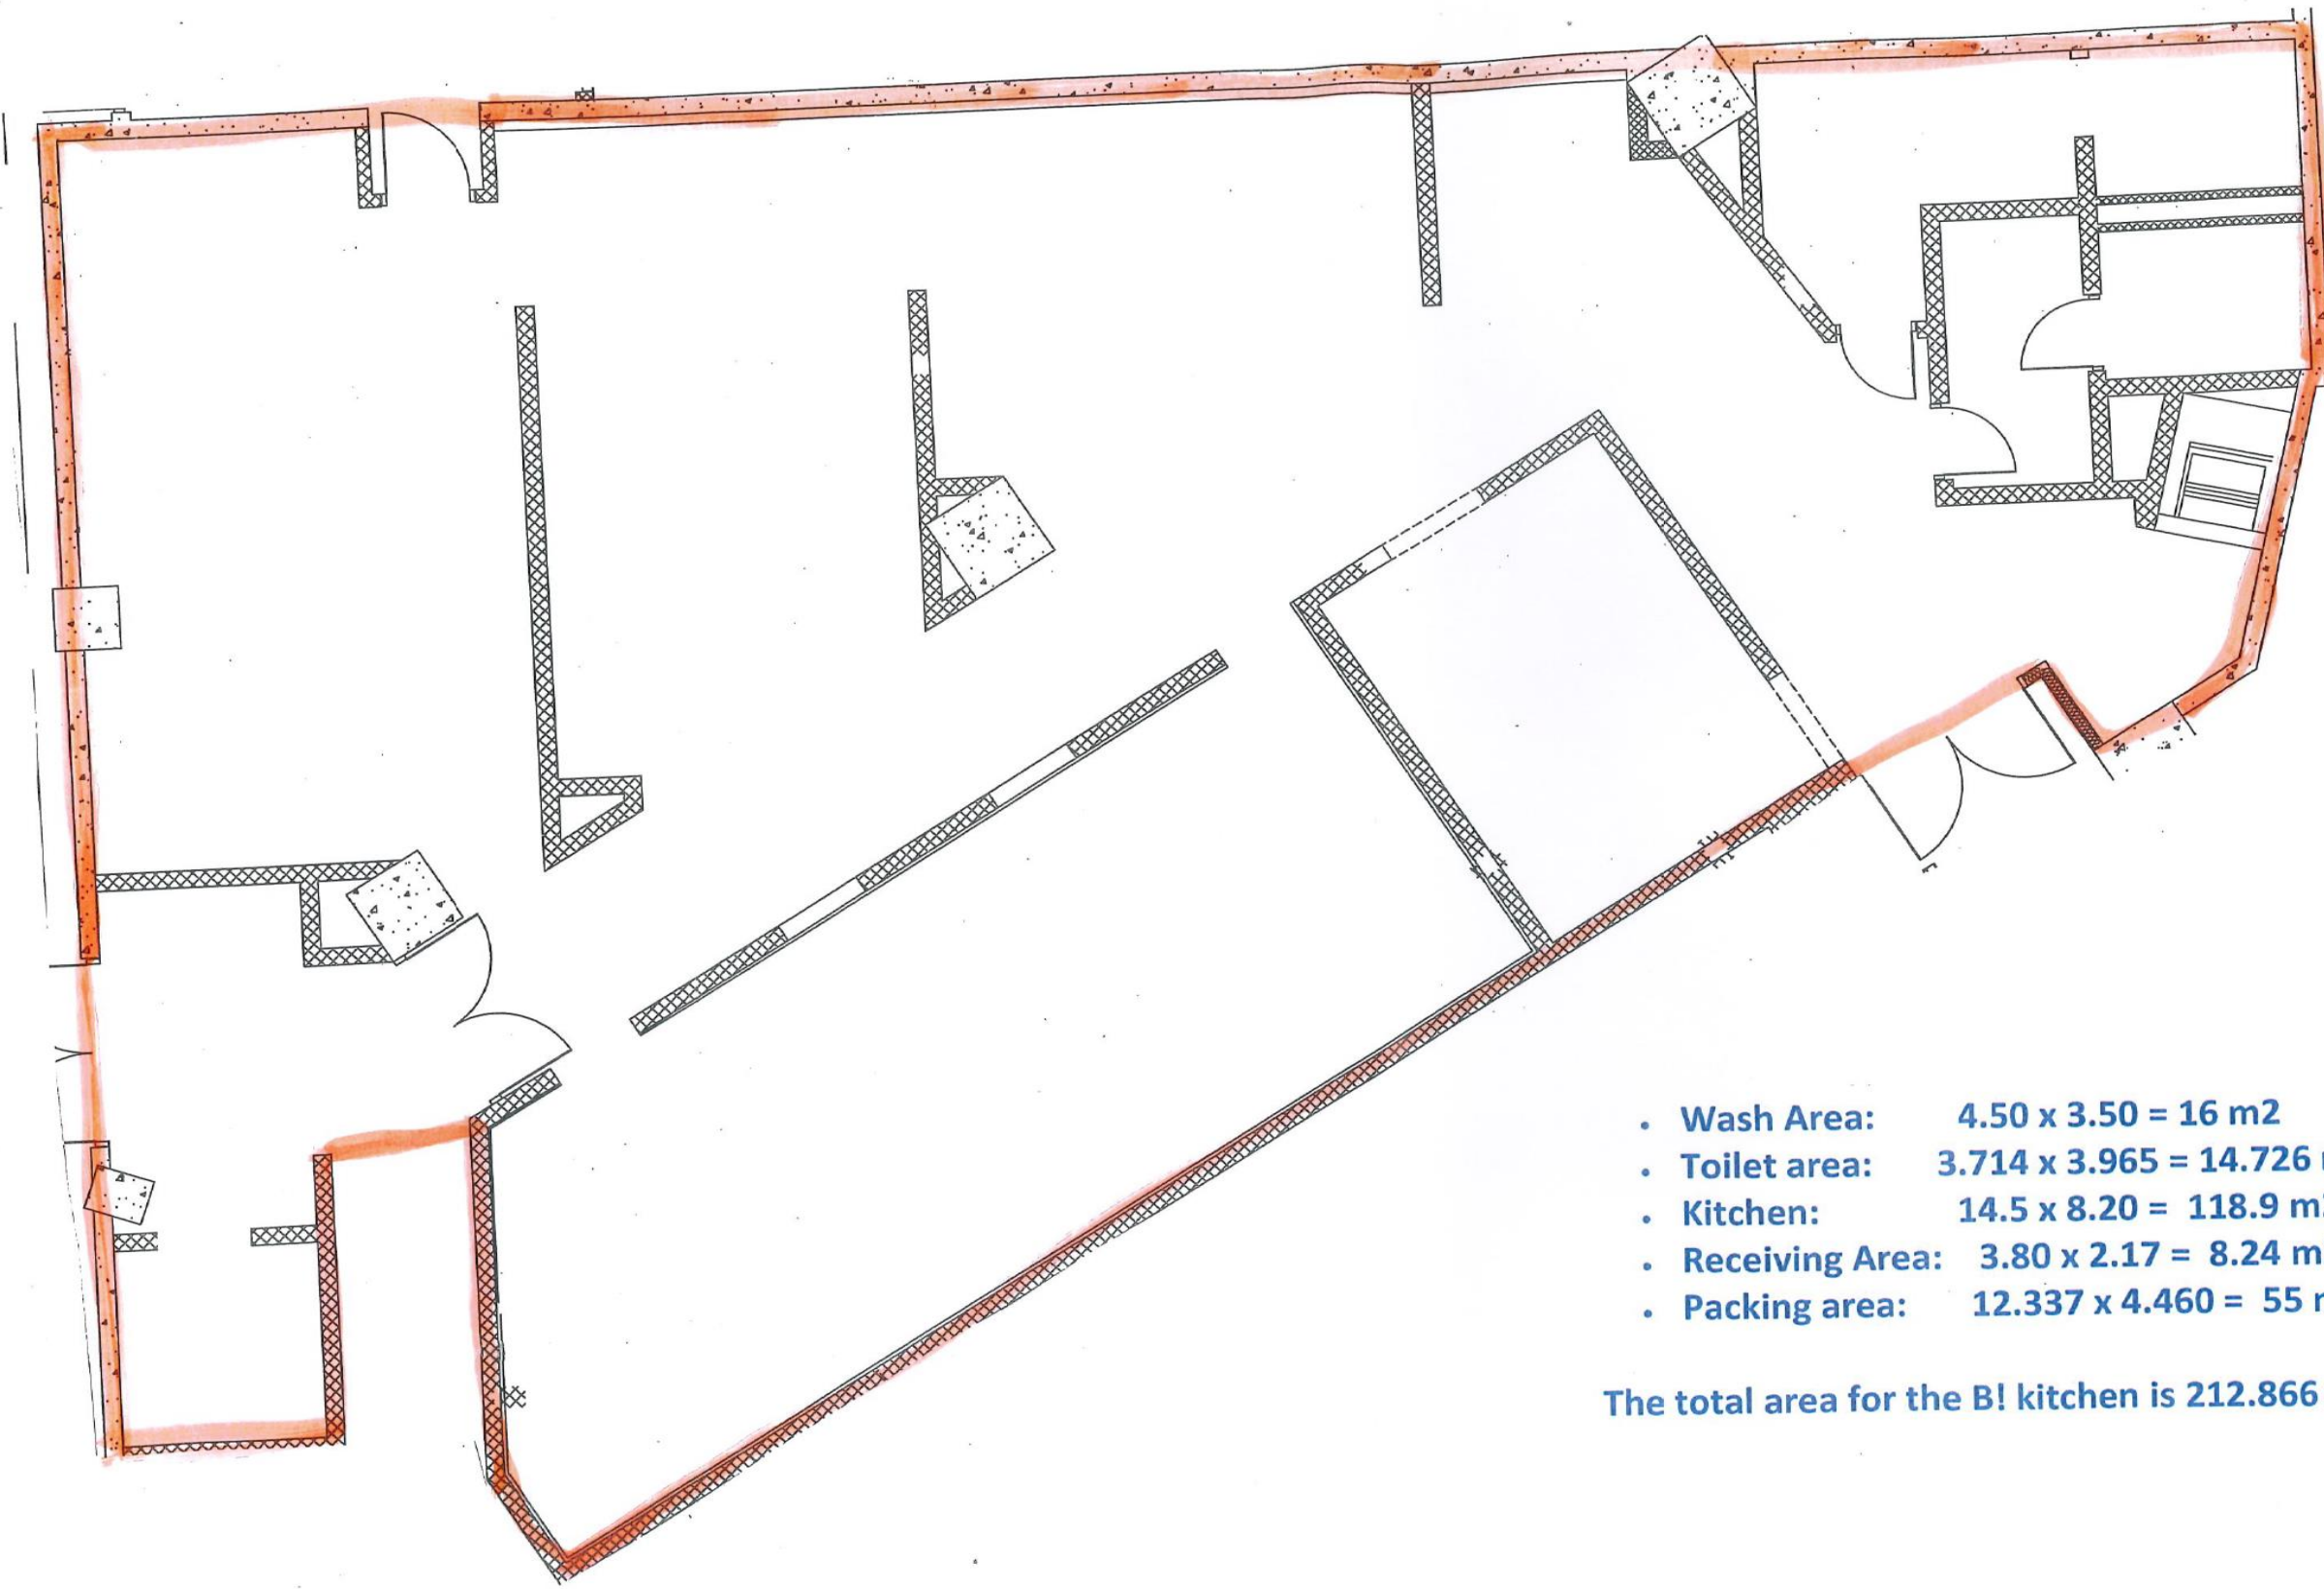 • Wash Area: 4.50 x 3.50 = 16 m2
• Toilet area: 3.714 x 3.965 = 14.726
• Kitchen: 14.5 x 8.20 = 118.9 m
• Receiving Area: 3.80 x 2.17 = 8.24 m
• Packing area: 12.337 x 4.460 = 55
The total area for the B! kitchen is 212.866